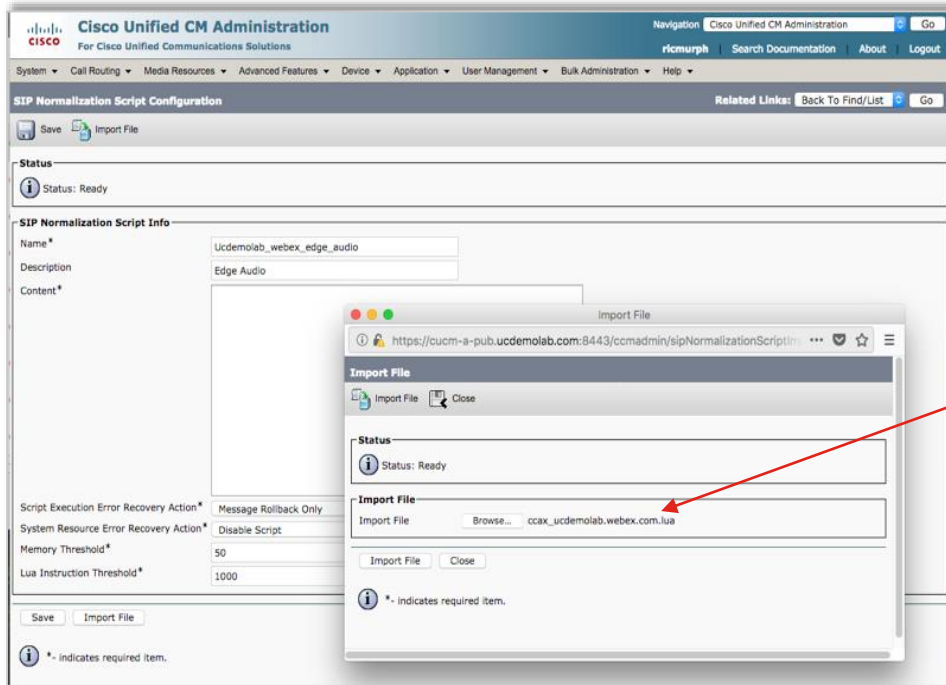 Cisco Unified CM Administration
For Cisco Unified Communications Solutions
CISCO
Navigation Cisco Unified CM Administration Go
ricmurph Search Documentation About Logout
System Call Routing Media Resources Advanced Features Device Application User Management Bulk Administration Help
SIP Normalization Script Configuration
Related Links: Back To Find/List Go
Save Import File
Status
Status: Ready
SIP Normalization Script Info
Name* Ucdemolab_webex_edge_audio
Description Edge Audio
Content*
Script Execution Error Recovery Action* Message Rollback Only
System Resource Error Recovery Action* Disable Script
Memory Threshold* 50
Lua Instruction Threshold* 1000
Save Import File
*- indicates required item.
Import File
https://cucm-a-pub.ucdemolab.com:8443/ccmadmin/sipNormalizationScriptIm
Import File
Import File Close
Status
Status: Ready
Import File
Import File Browse... ccax_ucdemolab.webex.com.lua
Import File Close
*- indicates required item.